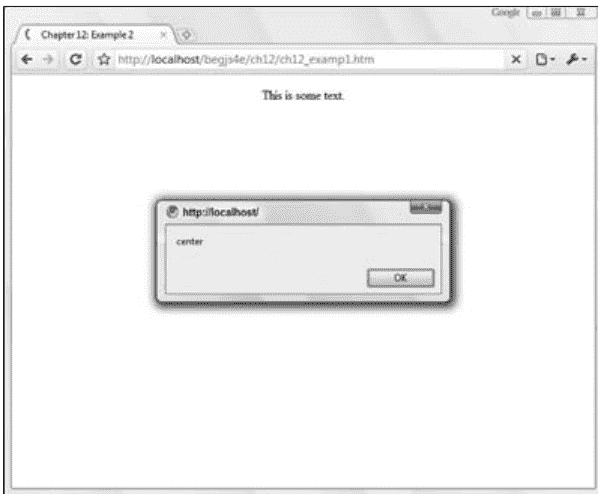 Google
Chapter 12: Example 2
http://localhost/begjs4e/ch12/ch12_examp1.htm
This is some text.
http://localhost/
center
OK